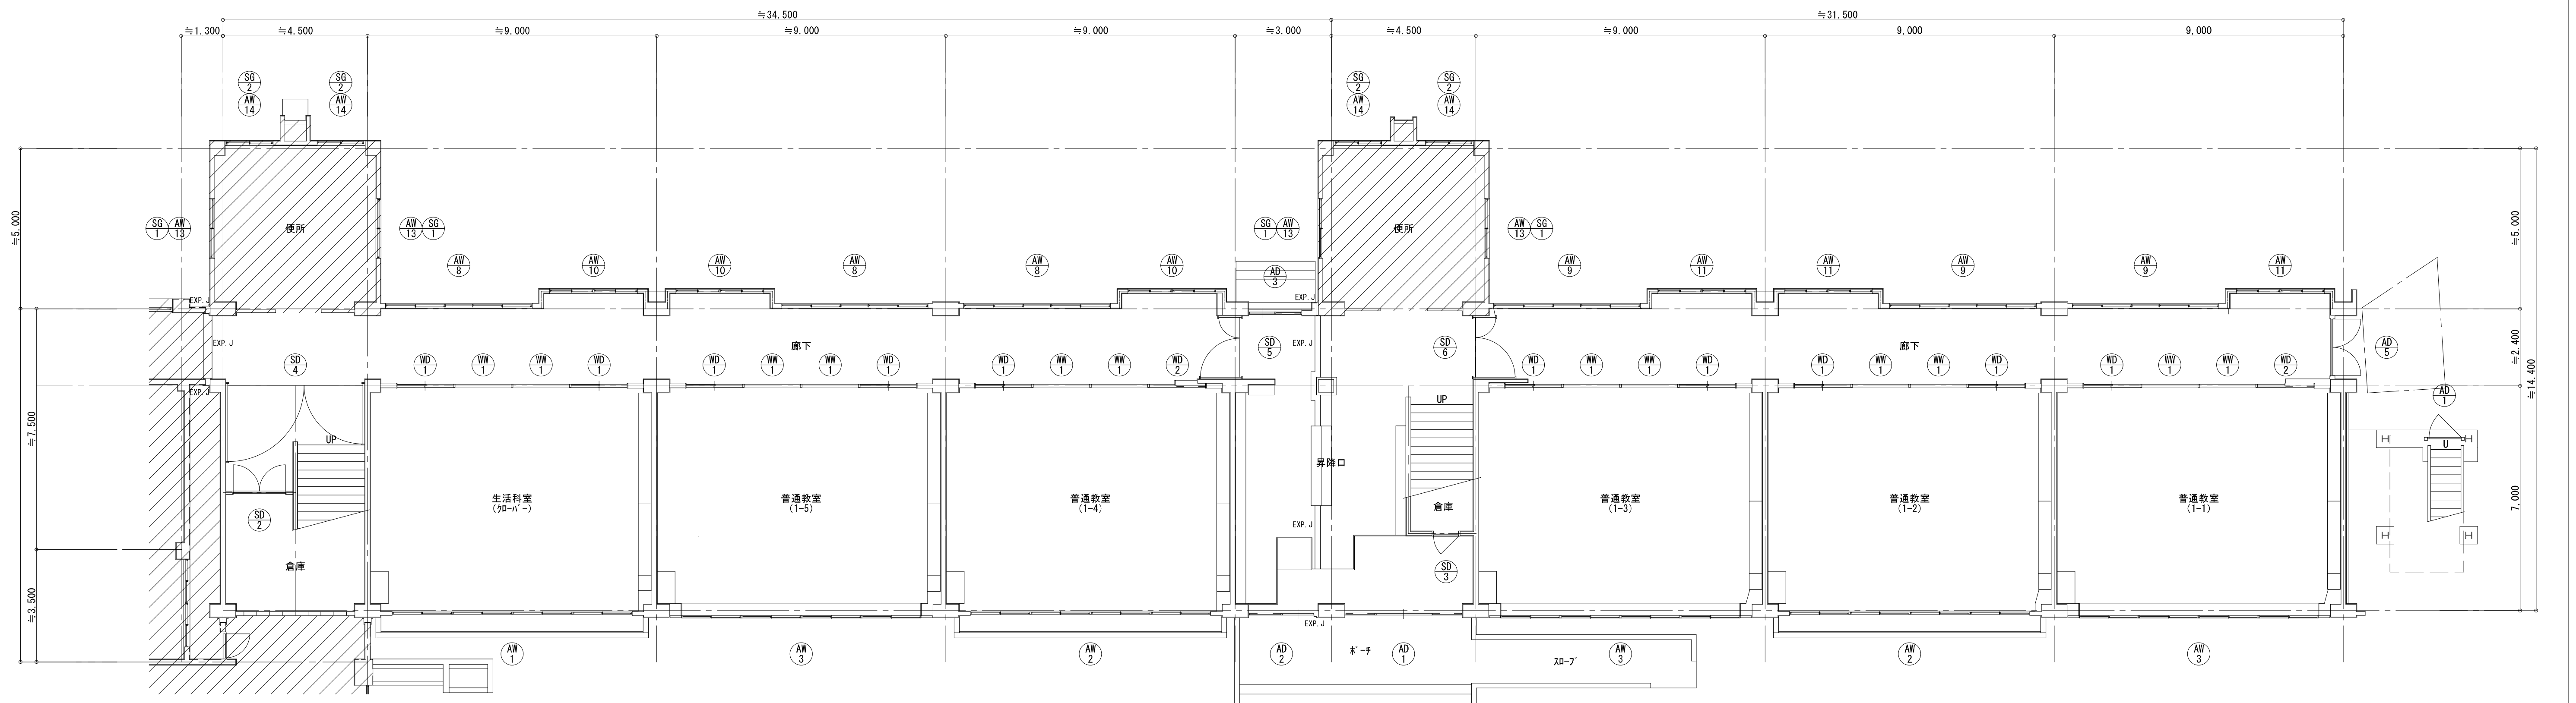 ≒34.500
≒31.500
≒1.300
≒4.500
≒9.000
≒9.000
≒9.000
≒3.000
≒4.500
≒9.000
9,000
9,000
SG
2
SG
2
SG
2
SG
2
AW
14
AW
14
AW
14
AW
14
≒5.000
≒5.000
SG
1
AW
13
便所
AW
13
SG
1
SG
1
AW
13
便所
AW
13
SG
1
AW
8
AW
10
AW
10
AW
8
AW
8
AW
10
AD
3
AW
9
AW
11
AW
11
AW
9
AW
9
AW
11
EXP.J
EXP.J
EXP.J
廊下
EXP.J
SD
5
SD
6
廊下
AD
5
≒2.400
≒14.400
SD
4
WD
1
WW
1
WW
1
WD
1
WD
1
WW
1
WW
1
WD
1
WD
1
WW
1
WW
1
WD
2
WD
1
WW
1
WW
1
WD
1
WD
1
WW
1
WW
1
WD
1
WD
1
WW
1
WW
1
WD
2
EXP.J
UP
AD
1
≒7.500
UP
U
昇降口
生活科室
(クローバー)
普通教室
(1-5)
普通教室
(1-4)
倉庫
普通教室
(1-3)
普通教室
(1-2)
普通教室
(1-1)
7.000
SD
2
EXP.J
倉庫
SD
3
≒3.500
EXP.J
AW
1
AW
3
AW
2
AD
2
ポーチ
AD
1
スロープ
AW
3
AW
2
AW
3